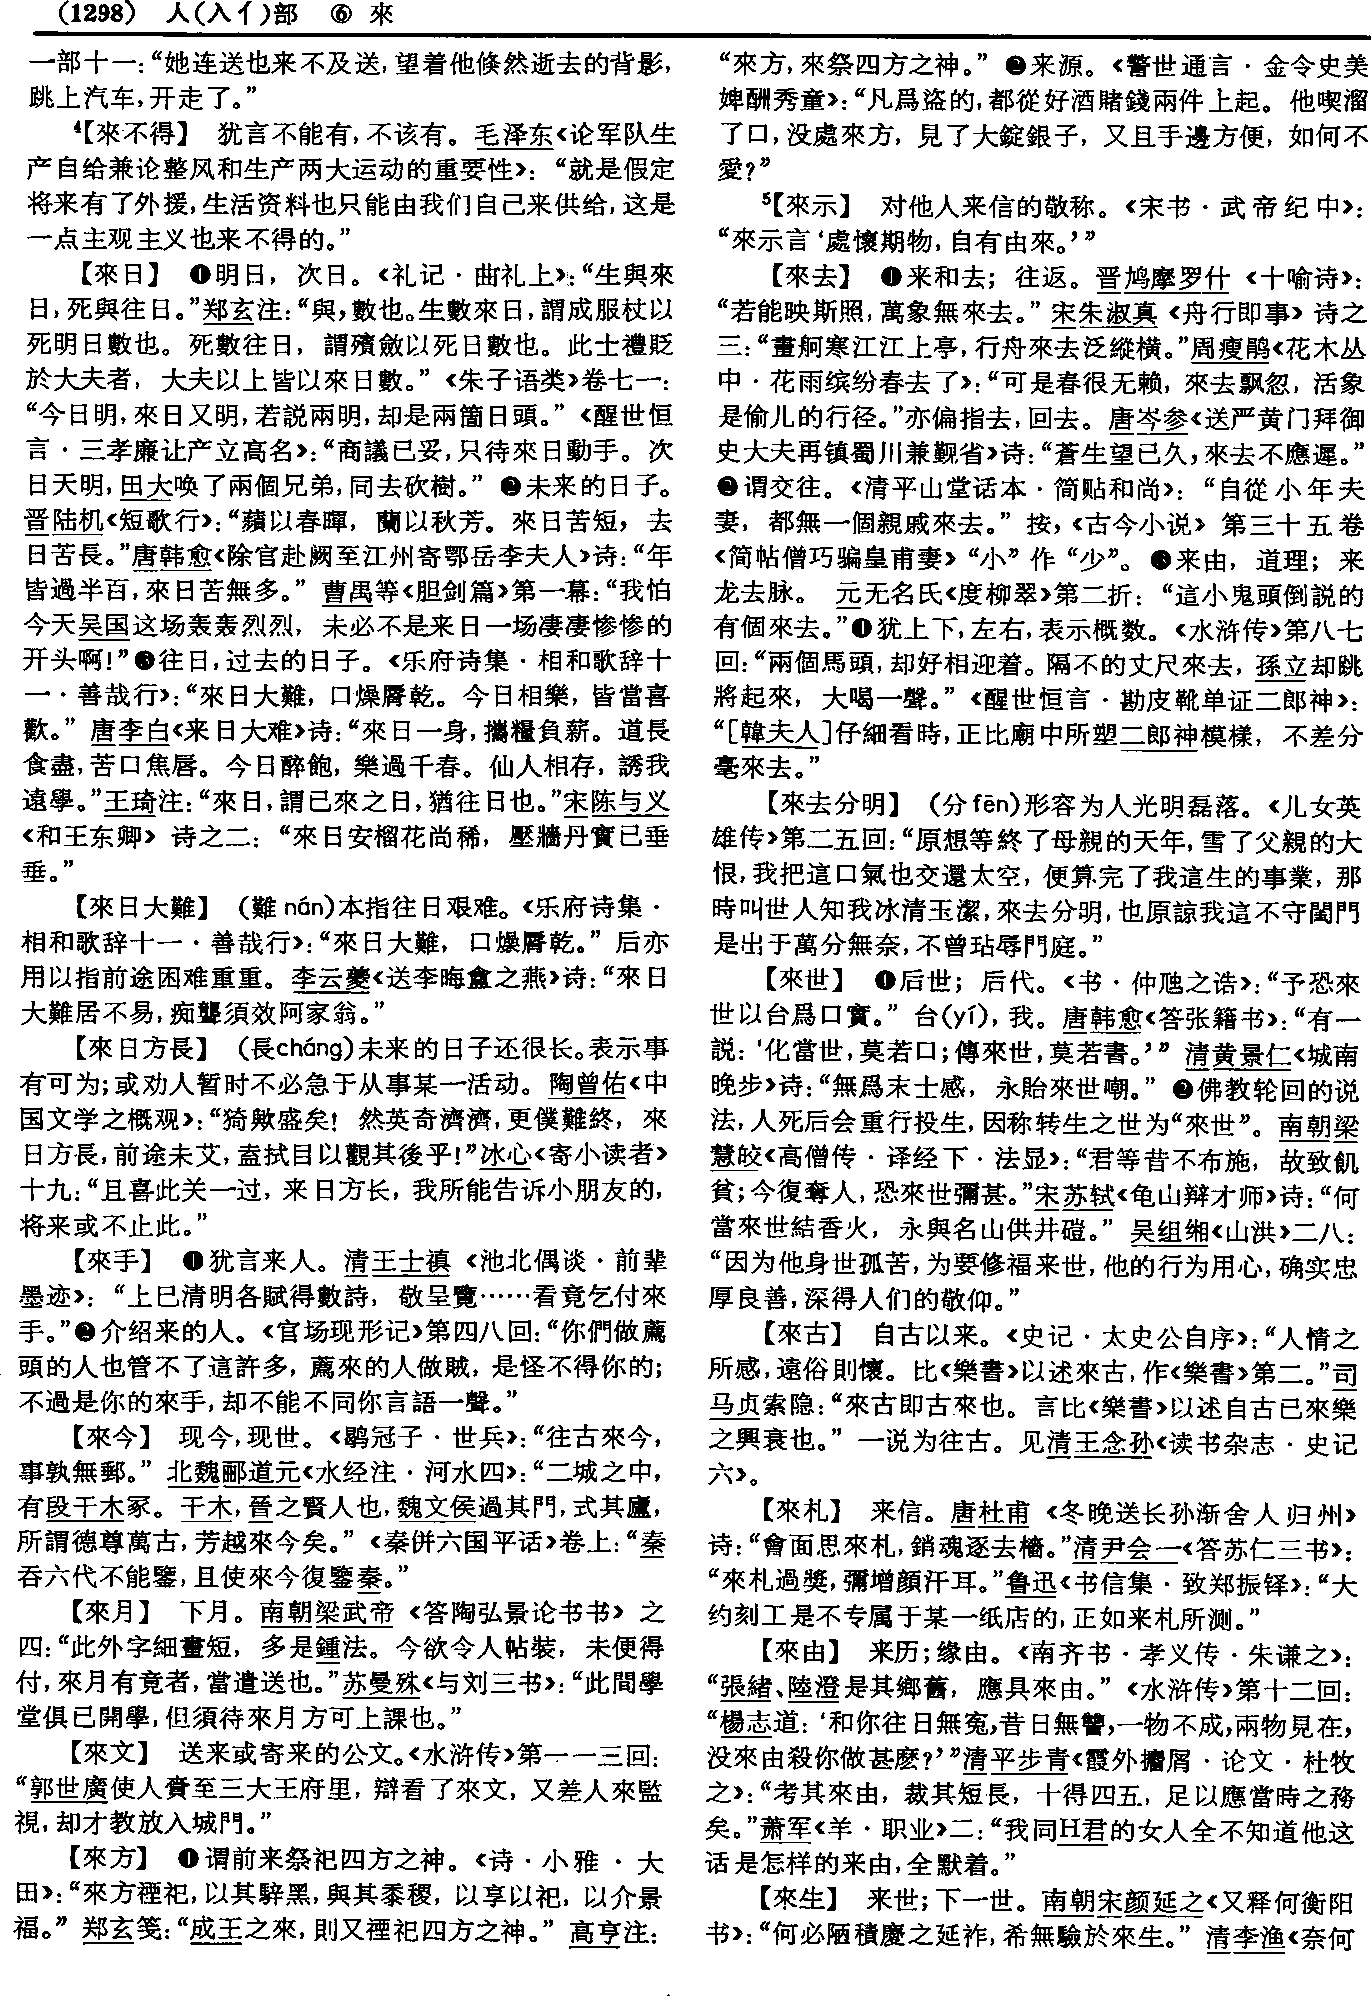 (1298) 人(入亻)部 ⑥ 來
一部十一:“她连送也来不及送,望着他倏然逝去的背影,
跳上汽车,开走了。”
⁴【來不得】 犹言不能有,不该有。毛泽东《论军队生
产自给兼论整风和生产两大运动的重要性》:“就是假定
将来有了外援,生活资料也只能由我们自己来供给,这是
一点主观主义也来不得的。”
【來日】 ❶明日,次日。《礼记·曲礼上》:“生與來
日,死與往日。”郑玄注:“與,數也。生數來日,謂成服杖以
死明日數也。死數往日,謂殯斂以死日數也。此士禮貶
於大夫者,大夫以上皆以來日數。”《朱子语类》卷七一:
“今日明,來日又明,若説兩明,却是兩箇日頭。”《醒世恒
言·三孝廉让产立高名》:“商議已妥,只待來日動手。次
日天明,田大唤了兩個兄弟,同去砍樹。”❷未来的日子。
晋陆机《短歌行》:“蘋以春暉,蘭以秋芳。來日苦短,去
日苦長。”唐韩愈《除官赴阙至江州寄鄂岳李夫人》诗:“年
皆過半百,來日苦無多。”曹禺等《胆剑篇》第一幕:“我怕
今天吴国这场轰轰烈烈,未必不是来日一场凄凄惨惨的
开头啊!”❸往日,过去的日子。《乐府诗集·相和歌辞十
一·善哉行》:“來日大難,口燥脣乾。今日相樂,皆當喜
歡。”唐李白《来日大难》诗:“來日一身,攜糧負薪。道長
食盡,苦口焦唇。今日醉飽,樂過千春。仙人相存,誘我
遠學。”王琦注:“來日,謂已來之日,猶往日也。”宋陈与义
《和王东卿》诗之二:“來日安榴花尚稀,壓牆丹實已垂
垂。”
【來日大難】 (難nán)本指往日艰难。《乐府诗集·
相和歌辞十一·善哉行》:“來日大難,口燥脣乾。”后亦
用以指前途困难重重。李云夔《送李晦盦之燕》诗:“來日
大難居不易,痴聾須效阿家翁。”
【來日方長】 (長cháng)未来的日子还很长。表示事
有可为;或劝人暂时不必急于从事某一活动。陶曾佑《中
国文学之概观》:“猗歟盛矣!然英奇濟濟,更僕難終,來
日方長,前途未艾,盍拭目以觀其後乎!”冰心《寄小读者》
十九:“且喜此关一过,来日方长,我所能告诉小朋友的,
将来或不止此。”
【來手】 ❶犹言来人。清王士禛《池北偶谈·前辈
墨迹》:“上巳清明各賦得數詩,敬呈覽……看竟乞付來
手。”❷介绍来的人。《官场现形记》第四八回:“你們做薦
頭的人也管不了這許多,薦來的人做賊,是怪不得你的;
不過是你的來手,却不能不同你言語一聲。”
【來今】 现今,现世。《鹖冠子·世兵》:“往古來今,
事孰無郵。”北魏郦道元《水经注·河水四》:“二城之中,
有段干木冢。干木,晉之賢人也,魏文侯過其門,式其廬,
所謂德尊萬古,芳越來今矣。”《秦併六国平话》卷上:“秦
吞六代不能鑒,且使來今復鑒秦。”
【來月】 下月。南朝梁武帝《答陶弘景论书书》之
四:“此外字細畫短,多是鍾法。今欲令人帖裝,未便得
付,來月有竟者,當遣送也。”苏曼殊《与刘三书》:“此間學
堂俱已開學,但須待來月方可上課也。”
【來文】 送来或寄来的公文。《水浒传》第一一三回:
“郭世廣使人賫至三大王府里,辯看了來文,又差人來監
視,却才教放入城門。”
【來方】 ❶谓前来祭祀四方之神。《诗·小雅·大
田》:“來方禋祀,以其騂黑,與其黍稷,以享以祀,以介景
福。”郑玄笺:“成王之來,則又禋祀四方之神。”高亨注:
“來方,來祭四方之神。”❷来源。《警世通言·金令史美
婢酬秀童》:“凡爲盜的,都從好酒賭錢兩件上起。他喫溜
了口,没處來方,見了大錠銀子,又且手邊方便,如何不
愛?”
⁵【來示】 对他人来信的敬称。《宋书·武帝纪中》:
“來示言‘處懷期物,自有由來。’”
【來去】 ❶来和去;往返。晋鸠摩罗什《十喻诗》:
“若能映斯照,萬象無來去。”宋朱淑真《舟行即事》诗之
三:“畫舸寒江江上亭,行舟來去泛縱横。”周瘦鹃《花木丛
中·花雨缤纷春去了》:“可是春很无赖,來去飘忽,活象
是偷儿的行径。”亦偏指去,回去。唐岑参《送严黄门拜御
史大夫再镇蜀川兼觐省》诗:“蒼生望已久,來去不應遲。”
❷谓交往。《清平山堂话本·简贴和尚》:“自從小年夫
妻,都無一個親戚來去。”按,《古今小说》第三十五卷
《简帖僧巧骗皇甫妻》“小”作“少”。❸来由,道理;来
龙去脉。元无名氏《度柳翠》第二折:“這小鬼頭倒説的
有個來去。”❹犹上下,左右,表示概数。《水浒传》第八七
回:“兩個馬頭,却好相迎着。隔不的丈尺來去,孫立却跳
將起來,大喝一聲。”《醒世恒言·勘皮靴单证二郎神》:
“[韓夫人]仔細看時,正比廟中所塑二郎神模樣,不差分
毫來去。”
【來去分明】 (分fēn)形容为人光明磊落。《儿女英
雄传》第二五回:“原想等終了母親的天年,雪了父親的大
恨,我把這口氣也交還太空,便算完了我這生的事業,那
時叫世人知我冰清玉潔,來去分明,也原諒我這不守閨門
是出于萬分無奈,不曾玷辱門庭。”
【來世】 ❶后世;后代。《书·仲虺之诰》:“予恐來
世以台爲口實。”台(yí),我。唐韩愈《答张籍书》:“有一
説:‘化當世,莫若口;傳來世,莫若書。’”清黄景仁《城南
晚步》诗:“無爲末士感,永貽來世嘲。”❷佛教轮回的说
法,人死后会重行投生,因称转生之世为“來世”。南朝梁
慧皎《高僧传·译经下·法显》:“君等昔不布施,故致飢
貧;今復奪人,恐來世彌甚。”宋苏轼《龟山辩才师》诗:“何
當來世結香火,永與名山供井磑。”吴组缃《山洪》二八:
“因为他身世孤苦,为要修福来世,他的行为用心,确实忠
厚良善,深得人们的敬仰。”
【來古】 自古以来。《史记·太史公自序》:“人情之
所感,遠俗則懷。比《樂書》以述來古,作《樂書》第二。”司
马贞索隐:“來古即古來也。言比《樂書》以述自古已來樂
之興衰也。”一说为往古。见清王念孙《读书杂志·史记
六》。
【來札】 来信。唐杜甫《冬晚送长孙渐舍人归州》
诗:“會面思來札,銷魂逐去檣。”清尹会一《答苏仁三书》:
“來札過獎,彌增顔汗耳。”鲁迅《书信集·致郑振铎》:“大
约刻工是不专属于某一纸店的,正如来札所测。”
【來由】 来历;缘由。《南齐书·孝义传·朱谦之》:
“張緒、陸澄是其鄉舊,應具來由。”《水浒传》第十二回:
“楊志道:‘和你往日無冤,昔日無讐,一物不成,兩物見在,
没來由殺你做甚麽?’”清平步青《霞外攟屑·论文·杜牧
之》:“考其來由,裁其短長,十得四五,足以應當時之務
矣。”萧军《羊·职业》二:“我同H君的女人全不知道他这
话是怎样的来由,全默着。”
【來生】 来世;下一世。南朝宋颜延之《又释何衡阳
书》:“何必陋積慶之延祚,希無驗於來生。”清李渔《奈何